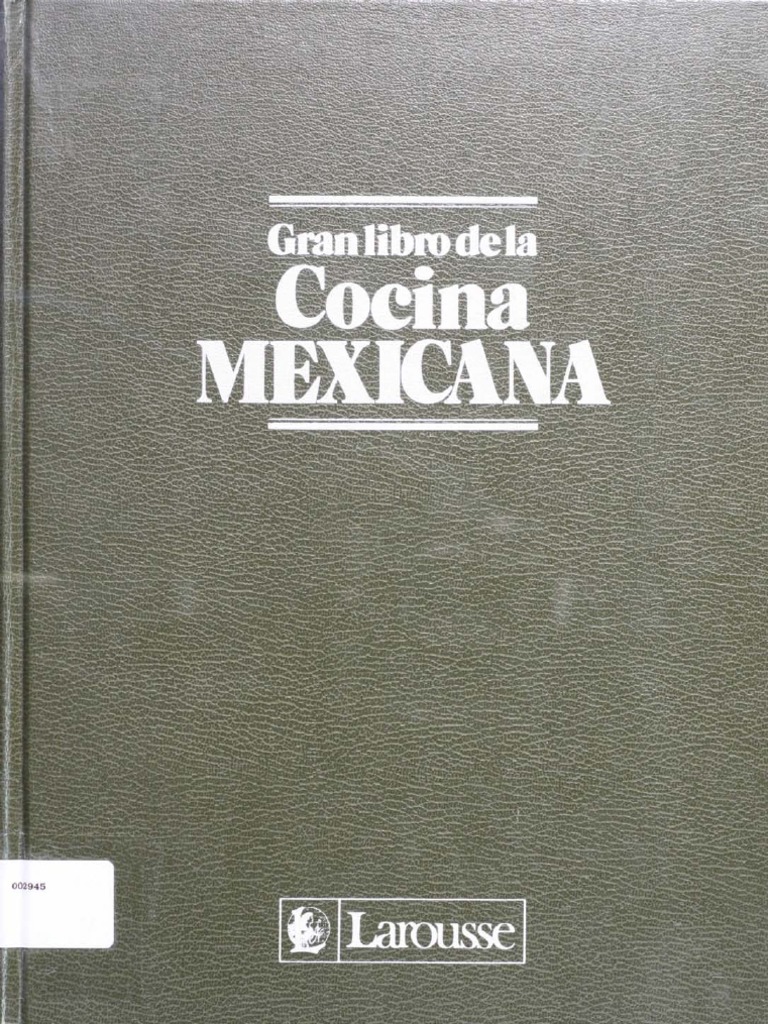 Gran libro de la
Cocina
MEXICANA
002945
Larousse